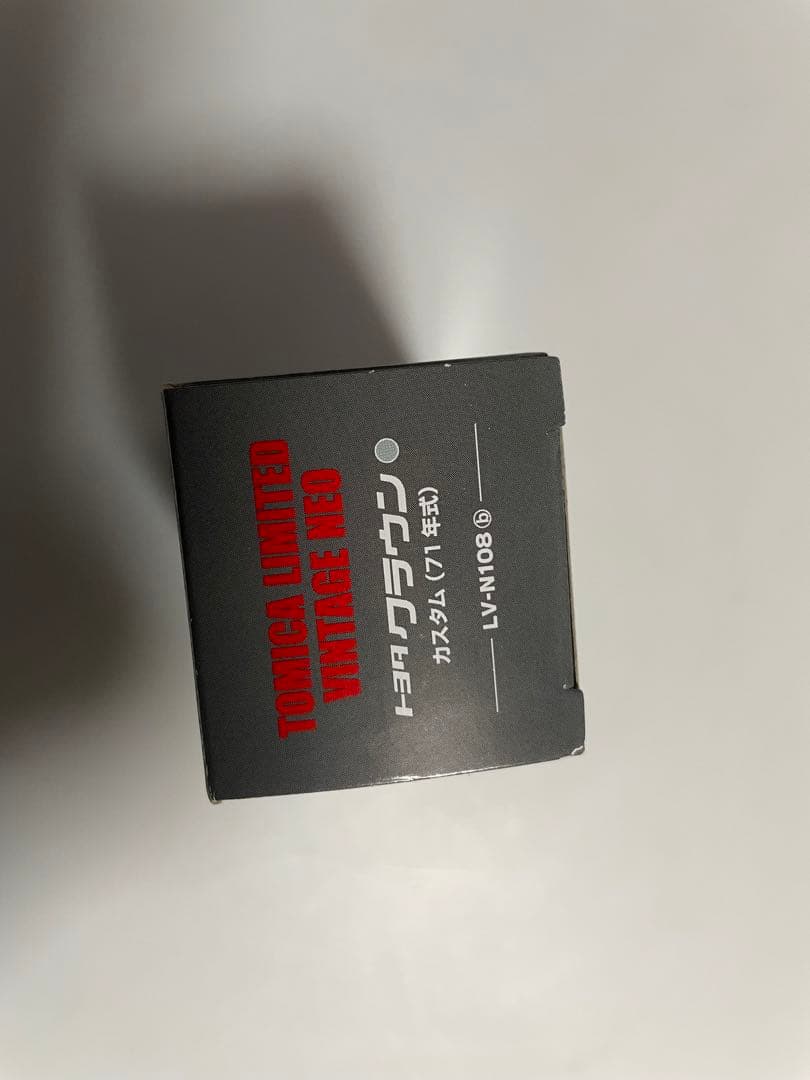 TOMICA LIMITED
VINTAGE NEO
トヨタ クラウン
カスタム (71年式)
LV-N108ⓑ